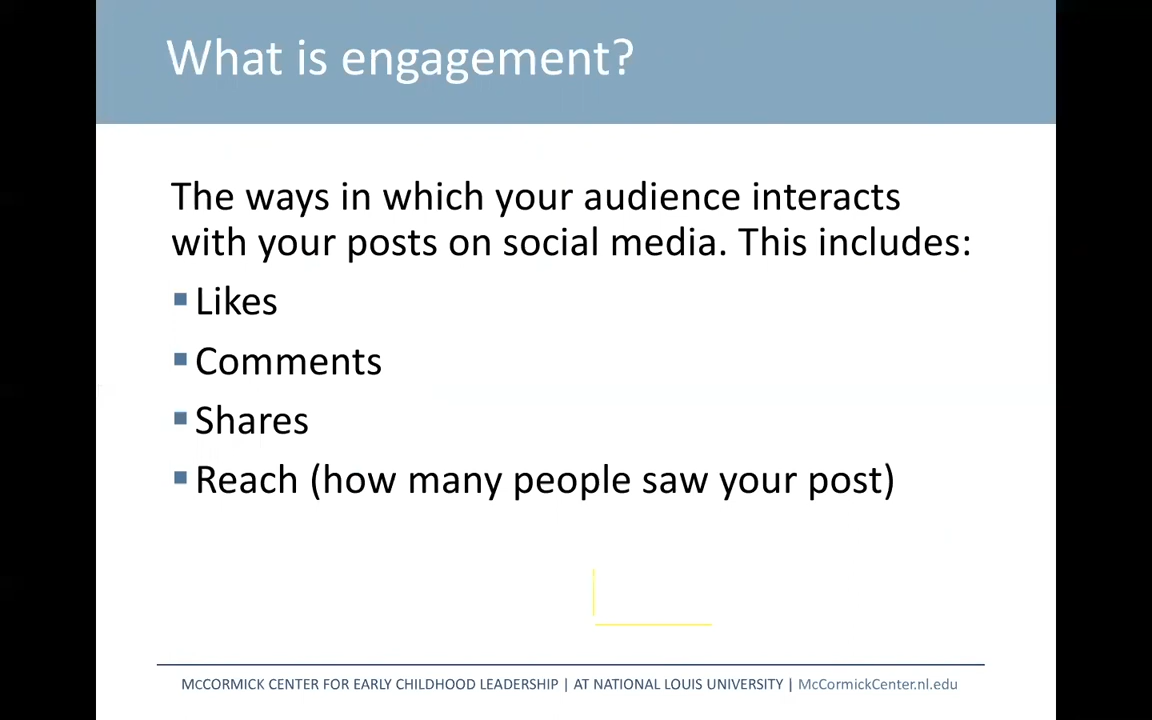 What is engagement?
The ways in which your audience interacts
with your posts on social media. This includes:
▪ Likes
▪ Comments
▪ Shares
▪ Reach (how many people saw your post)
MCCORMICK CENTER FOR EARLY CHILDHOOD LEADERSHIP | AT NATIONAL LOUIS UNIVERSITY | McCormickCenter.nl.edu